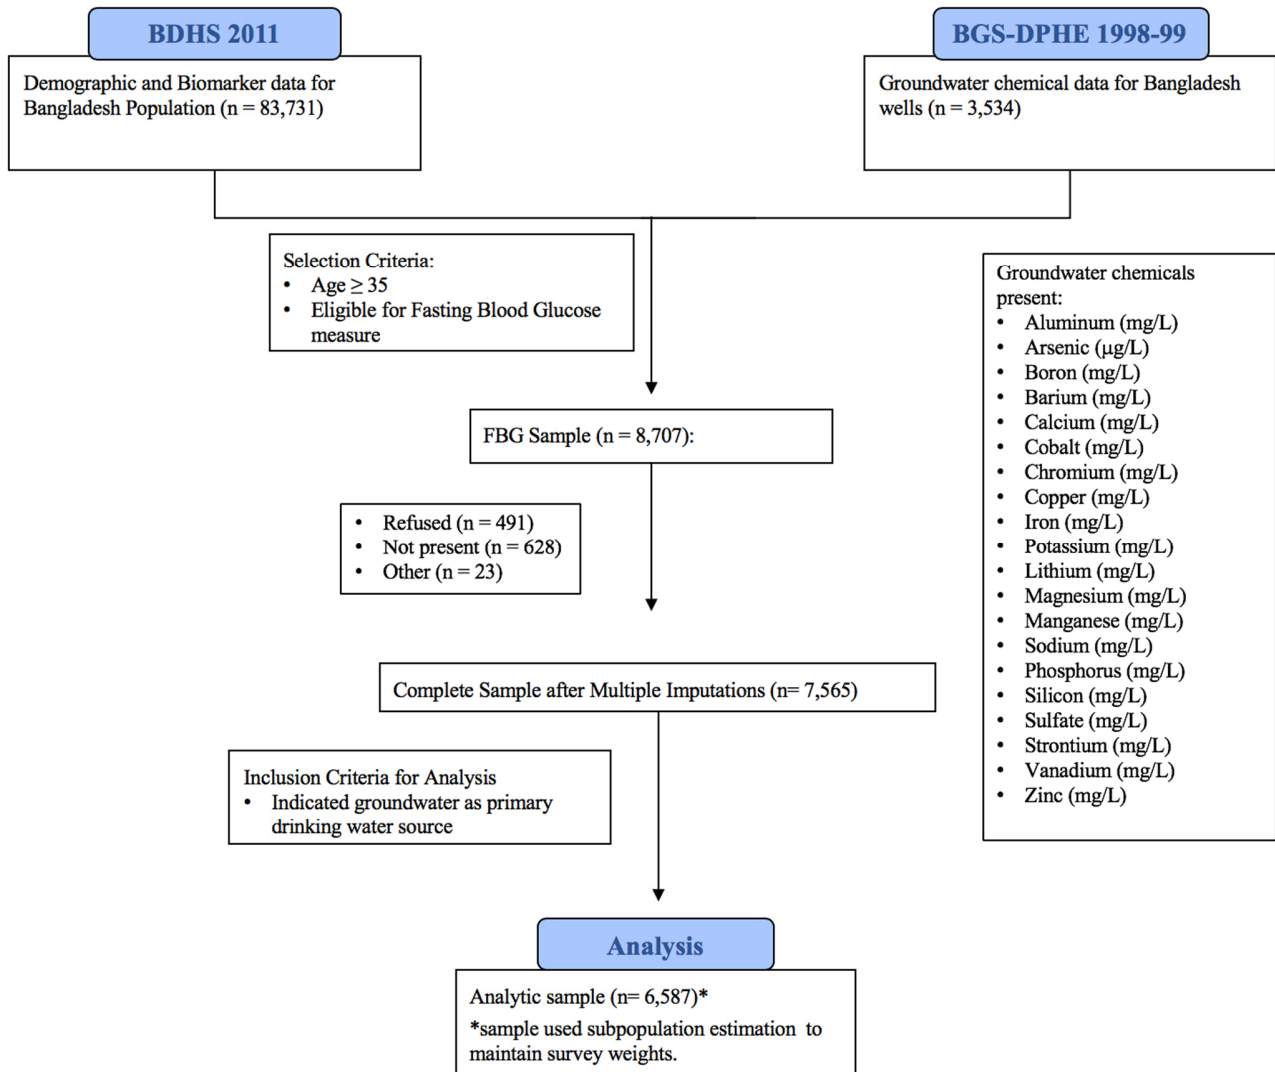 BDHS 2011
Demographic and Biomarker data for
Bangladesh Population (n = 83,731)
BGS-DPHE 1998-99
Groundwater chemical data for Bangladesh
wells (n = 3,534)
Selection Criteria:
• Age ≥ 35
• Eligible for Fasting Blood Glucose
measure
Groundwater chemicals
present:
• Aluminum (mg/L)
• Arsenic (μg/L)
• Boron (mg/L)
• Barium (mg/L)
• Calcium (mg/L)
• Cobalt (mg/L)
• Chromium (mg/L)
• Copper (mg/L)
• Iron (mg/L)
• Potassium (mg/L)
• Lithium (mg/L)
• Magnesium (mg/L)
• Manganese (mg/L)
• Sodium (mg/L)
• Phosphorus (mg/L)
• Silicon (mg/L)
• Sulfate (mg/L)
• Strontium (mg/L)
• Vanadium (mg/L)
• Zinc (mg/L)
FBG Sample (n = 8,707):
• Refused (n = 491)
• Not present (n = 628)
• Other (n = 23)
Complete Sample after Multiple Imputations (n= 7,565)
Inclusion Criteria for Analysis
• Indicated groundwater as primary
drinking water source
Analysis
Analytic sample (n= 6,587)*
*sample used subpopulation estimation to
maintain survey weights.